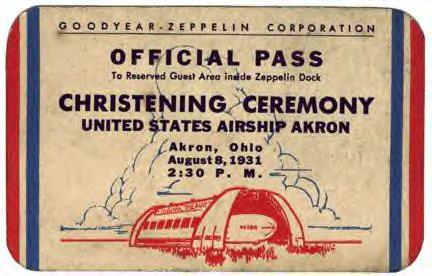 GOODYEAR-ZEPPELIN CORPORATION
OFFICIAL PASS
To Reserved Guest Area inside Zeppelin Dock
CHRISTENING CEREMONY
UNITED STATES AIRSHIP AKRON
Akron, Ohio
August 8, 1931
2:30 P. M.